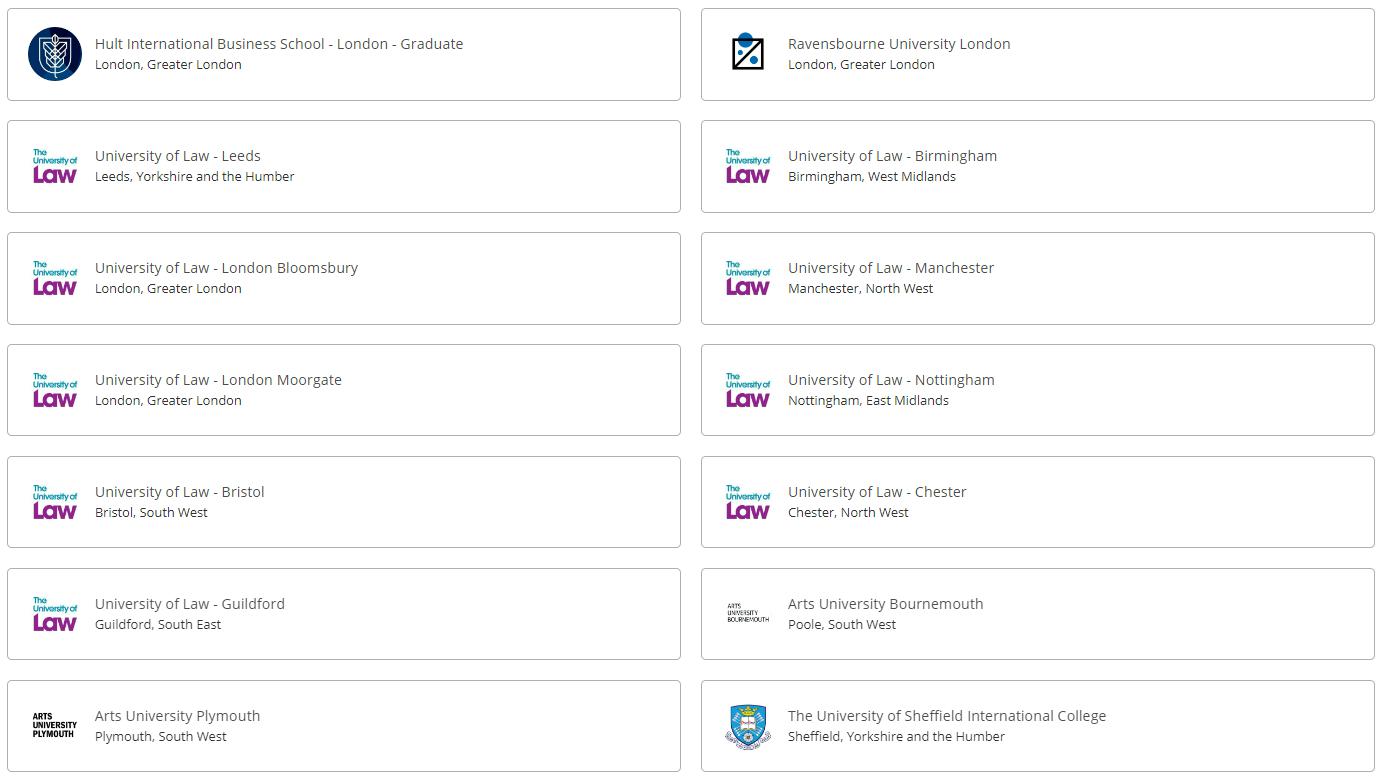 Hult International Business School - London - Graduate
London, Greater London
Ravensbourne University London
London, Greater London
The
University of
Law
University of Law - Leeds
Leeds, Yorkshire and the Humber
The
University of
Law
University of Law - Birmingham
Birmingham, West Midlands
The
University of
Law
University of Law - London Bloomsbury
London, Greater London
The
University of
Law
University of Law - Manchester
Manchester, North West
The
University of
Law
University of Law - London Moorgate
London, Greater London
The
University of
Law
University of Law - Nottingham
Nottingham, East Midlands
The
University of
Law
University of Law - Bristol
Bristol, South West
The
University of
Law
University of Law - Chester
Chester, North West
The
University of
Law
University of Law - Guildford
Guildford, South East
ARTS
UNIVERSITY
BOURNEMOUTH
Arts University Bournemouth
Poole, South West
ARTS
UNIVERSITY
PLYMOUTH
Arts University Plymouth
Plymouth, South West
The University of Sheffield International College
Sheffield, Yorkshire and the Humber